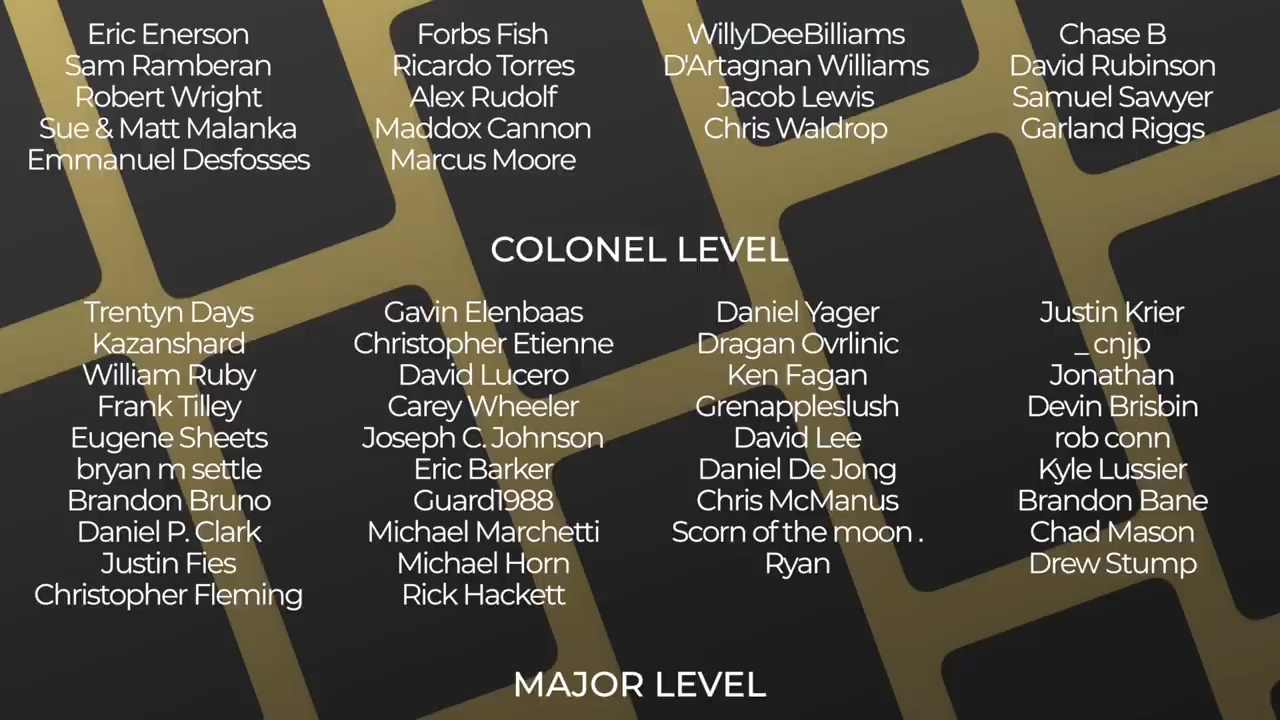 Eric Enerson
Sam Ramberan
Robert Wright
Sue & Matt Malanka
Emmanuel Desfosses
Forbs Fish
Ricardo Torres
Alex Rudolf
Maddox Cannon
Marcus Moore
WillyDeeBilliams
D'Artagnan Williams
Jacob Lewis
Chris Waldrop
Chase B
David Rubinson
Samuel Sawyer
Garland Riggs
COLONEL LEVEL
Trentyn Days
Kazanshard
William Ruby
Frank Tilley
Eugene Sheets
bryan m settle
Brandon Bruno
Daniel P. Clark
Justin Fies
Christopher Fleming
Gavin Elenbaas
Christopher Etienne
David Lucero
Carey Wheeler
Joseph C. Johnson
Eric Barker
Guard1988
Michael Marchetti
Michael Horn
Rick Hackett
Daniel Yager
Dragan Ovrlinic
Ken Fagan
Grenappleslush
David Lee
Daniel De Jong
Chris McManus
Scorn of the moon .
Ryan
Justin Krier
_ cnjp
Jonathan
Devin Brisbin
rob conn
Kyle Lussier
Brandon Bane
Chad Mason
Drew Stump
MAJOR LEVEL